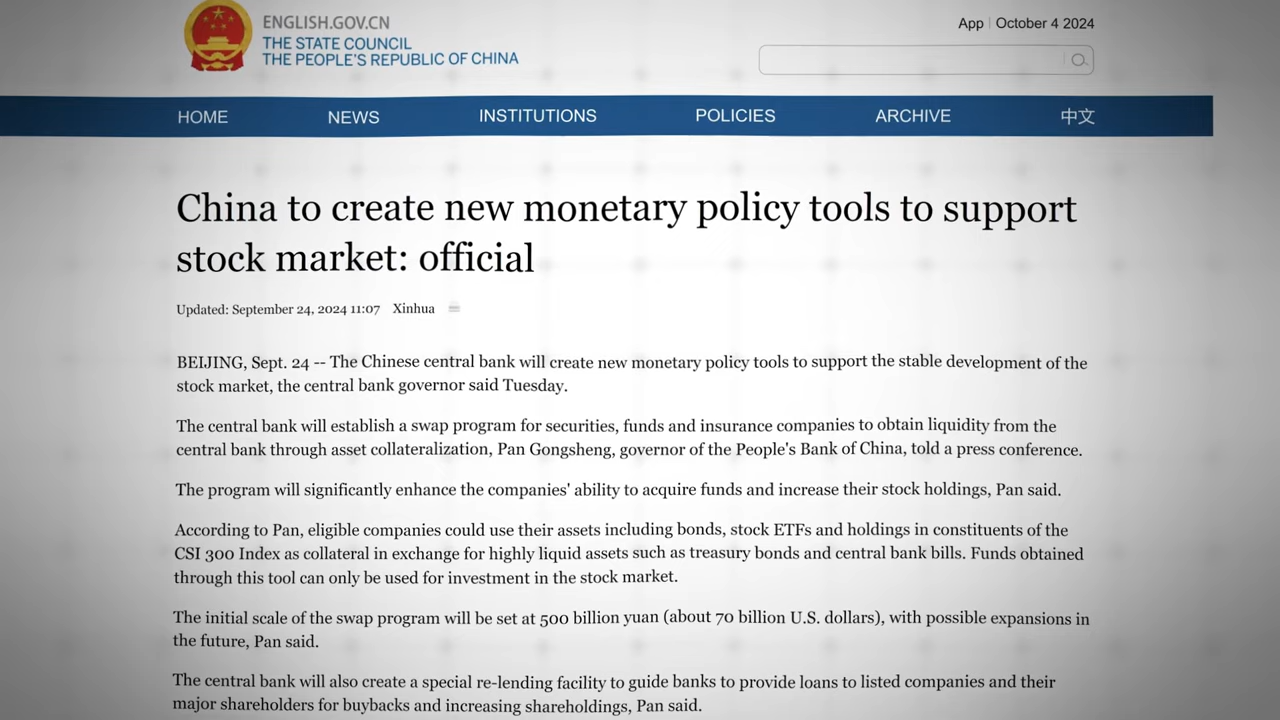 ENGLISH.GOV.CN
THE STATE COUNCIL
THE PEOPLE'S REPUBLIC OF CHINA
App | October 4 2024
HOME NEWS INSTITUTIONS POLICIES ARCHIVE 中文
China to create new monetary policy tools to support
stock market: official
Updated: September 24, 2024 11:07 Xinhua
BEIJING, Sept. 24 -- The Chinese central bank will create new monetary policy tools to support the stable development of the
stock market, the central bank governor said Tuesday.
The central bank will establish a swap program for securities, funds and insurance companies to obtain liquidity from the
central bank through asset collateralization, Pan Gongsheng, governor of the People's Bank of China, told a press conference.
The program will significantly enhance the companies' ability to acquire funds and increase their stock holdings, Pan said.
According to Pan, eligible companies could use their assets including bonds, stock ETFs and holdings in constituents of the
CSI 300 Index as collateral in exchange for highly liquid assets such as treasury bonds and central bank bills. Funds obtained
through this tool can only be used for investment in the stock market.
The initial scale of the swap program will be set at 500 billion yuan (about 70 billion U.S. dollars), with possible expansions in
the future, Pan said.
The central bank will also create a special re-lending facility to guide banks to provide loans to listed companies and their
major shareholders for buybacks and increasing shareholdings, Pan said.